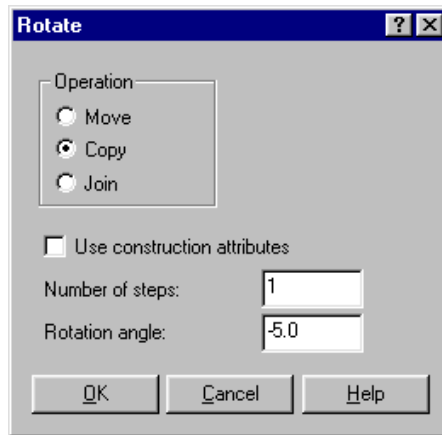 Rotate
Operation
Move
Copy
Join
Use construction attributes
Number of steps: 1
Rotation angle: -5.0
OK Cancel Help